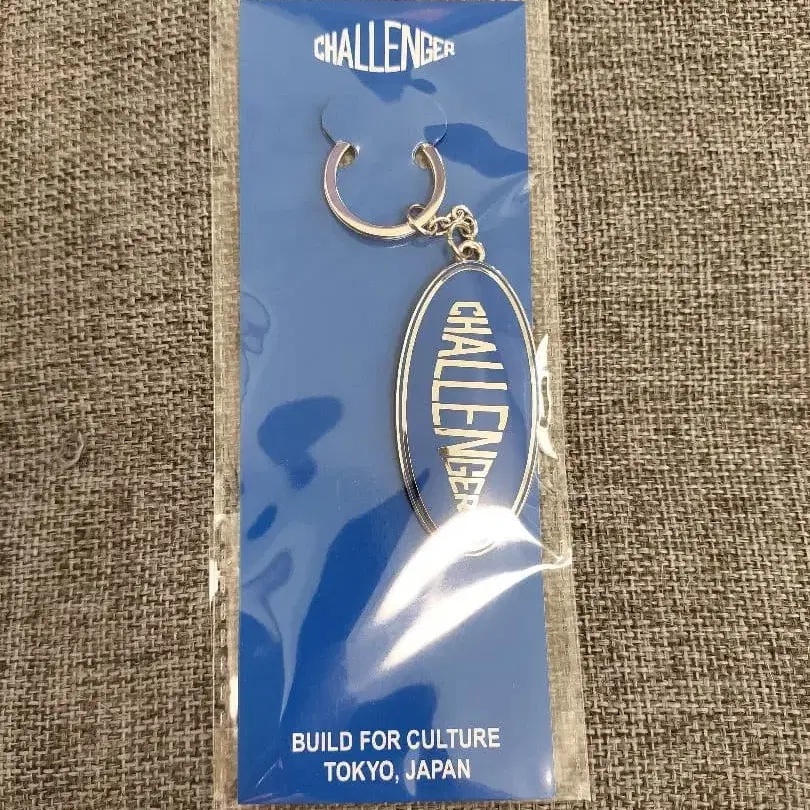 CHALLENGER
CHALLENGER
BUILD FOR CULTURE
TOKYO, JAPAN